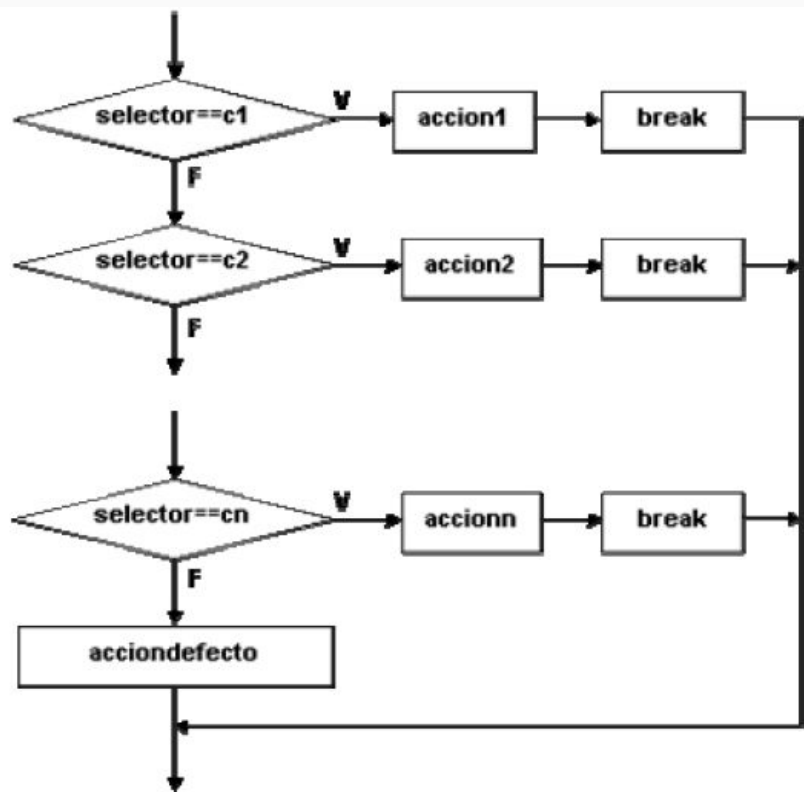 selector==c1
V
accion1
break
F
selector==c2
V
accion2
break
F
selector==cn
V
accionn
break
F
acciondefecto